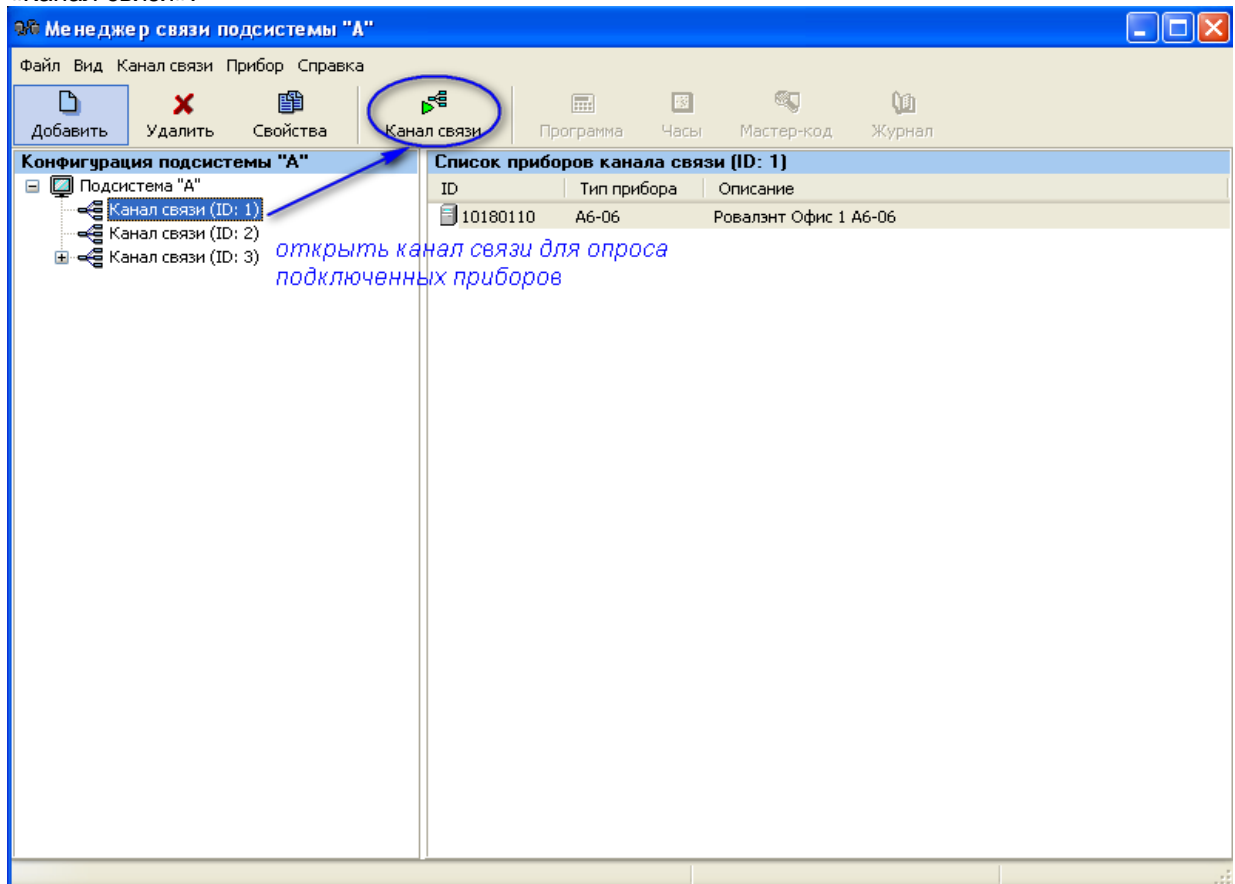 Менеджер связи подсистемы "А"
Файл Вид Канал связи Прибор Справка
Добавить Удалить Свойства Канал связи Программа Часы Мастер-код Журнал
Конфигурация подсистемы "А"
Подсистема "А"
Канал связи (ID: 1)
Канал связи (ID: 2)
Канал связи (ID: 3)
открыть канал связи для опроса
подключенных приборов
Список приборов канала связи (ID: 1)
ID Тип прибора Описание
10180110 А6-06 Ровалэнт Офис 1 А6-06